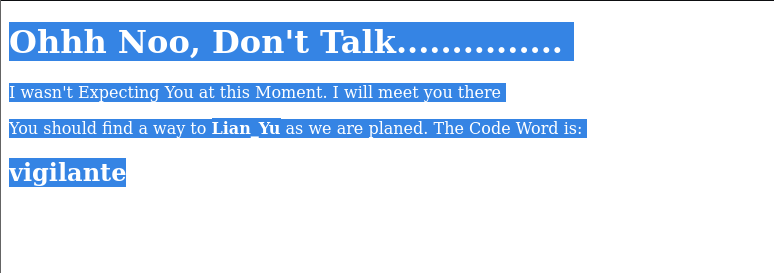 Ohhh Noo, Don't Talk...............
I wasn't Expecting You at this Moment. I will meet you there
You should find a way to Lian_Yu as we are planed. The Code Word is:
vigilante